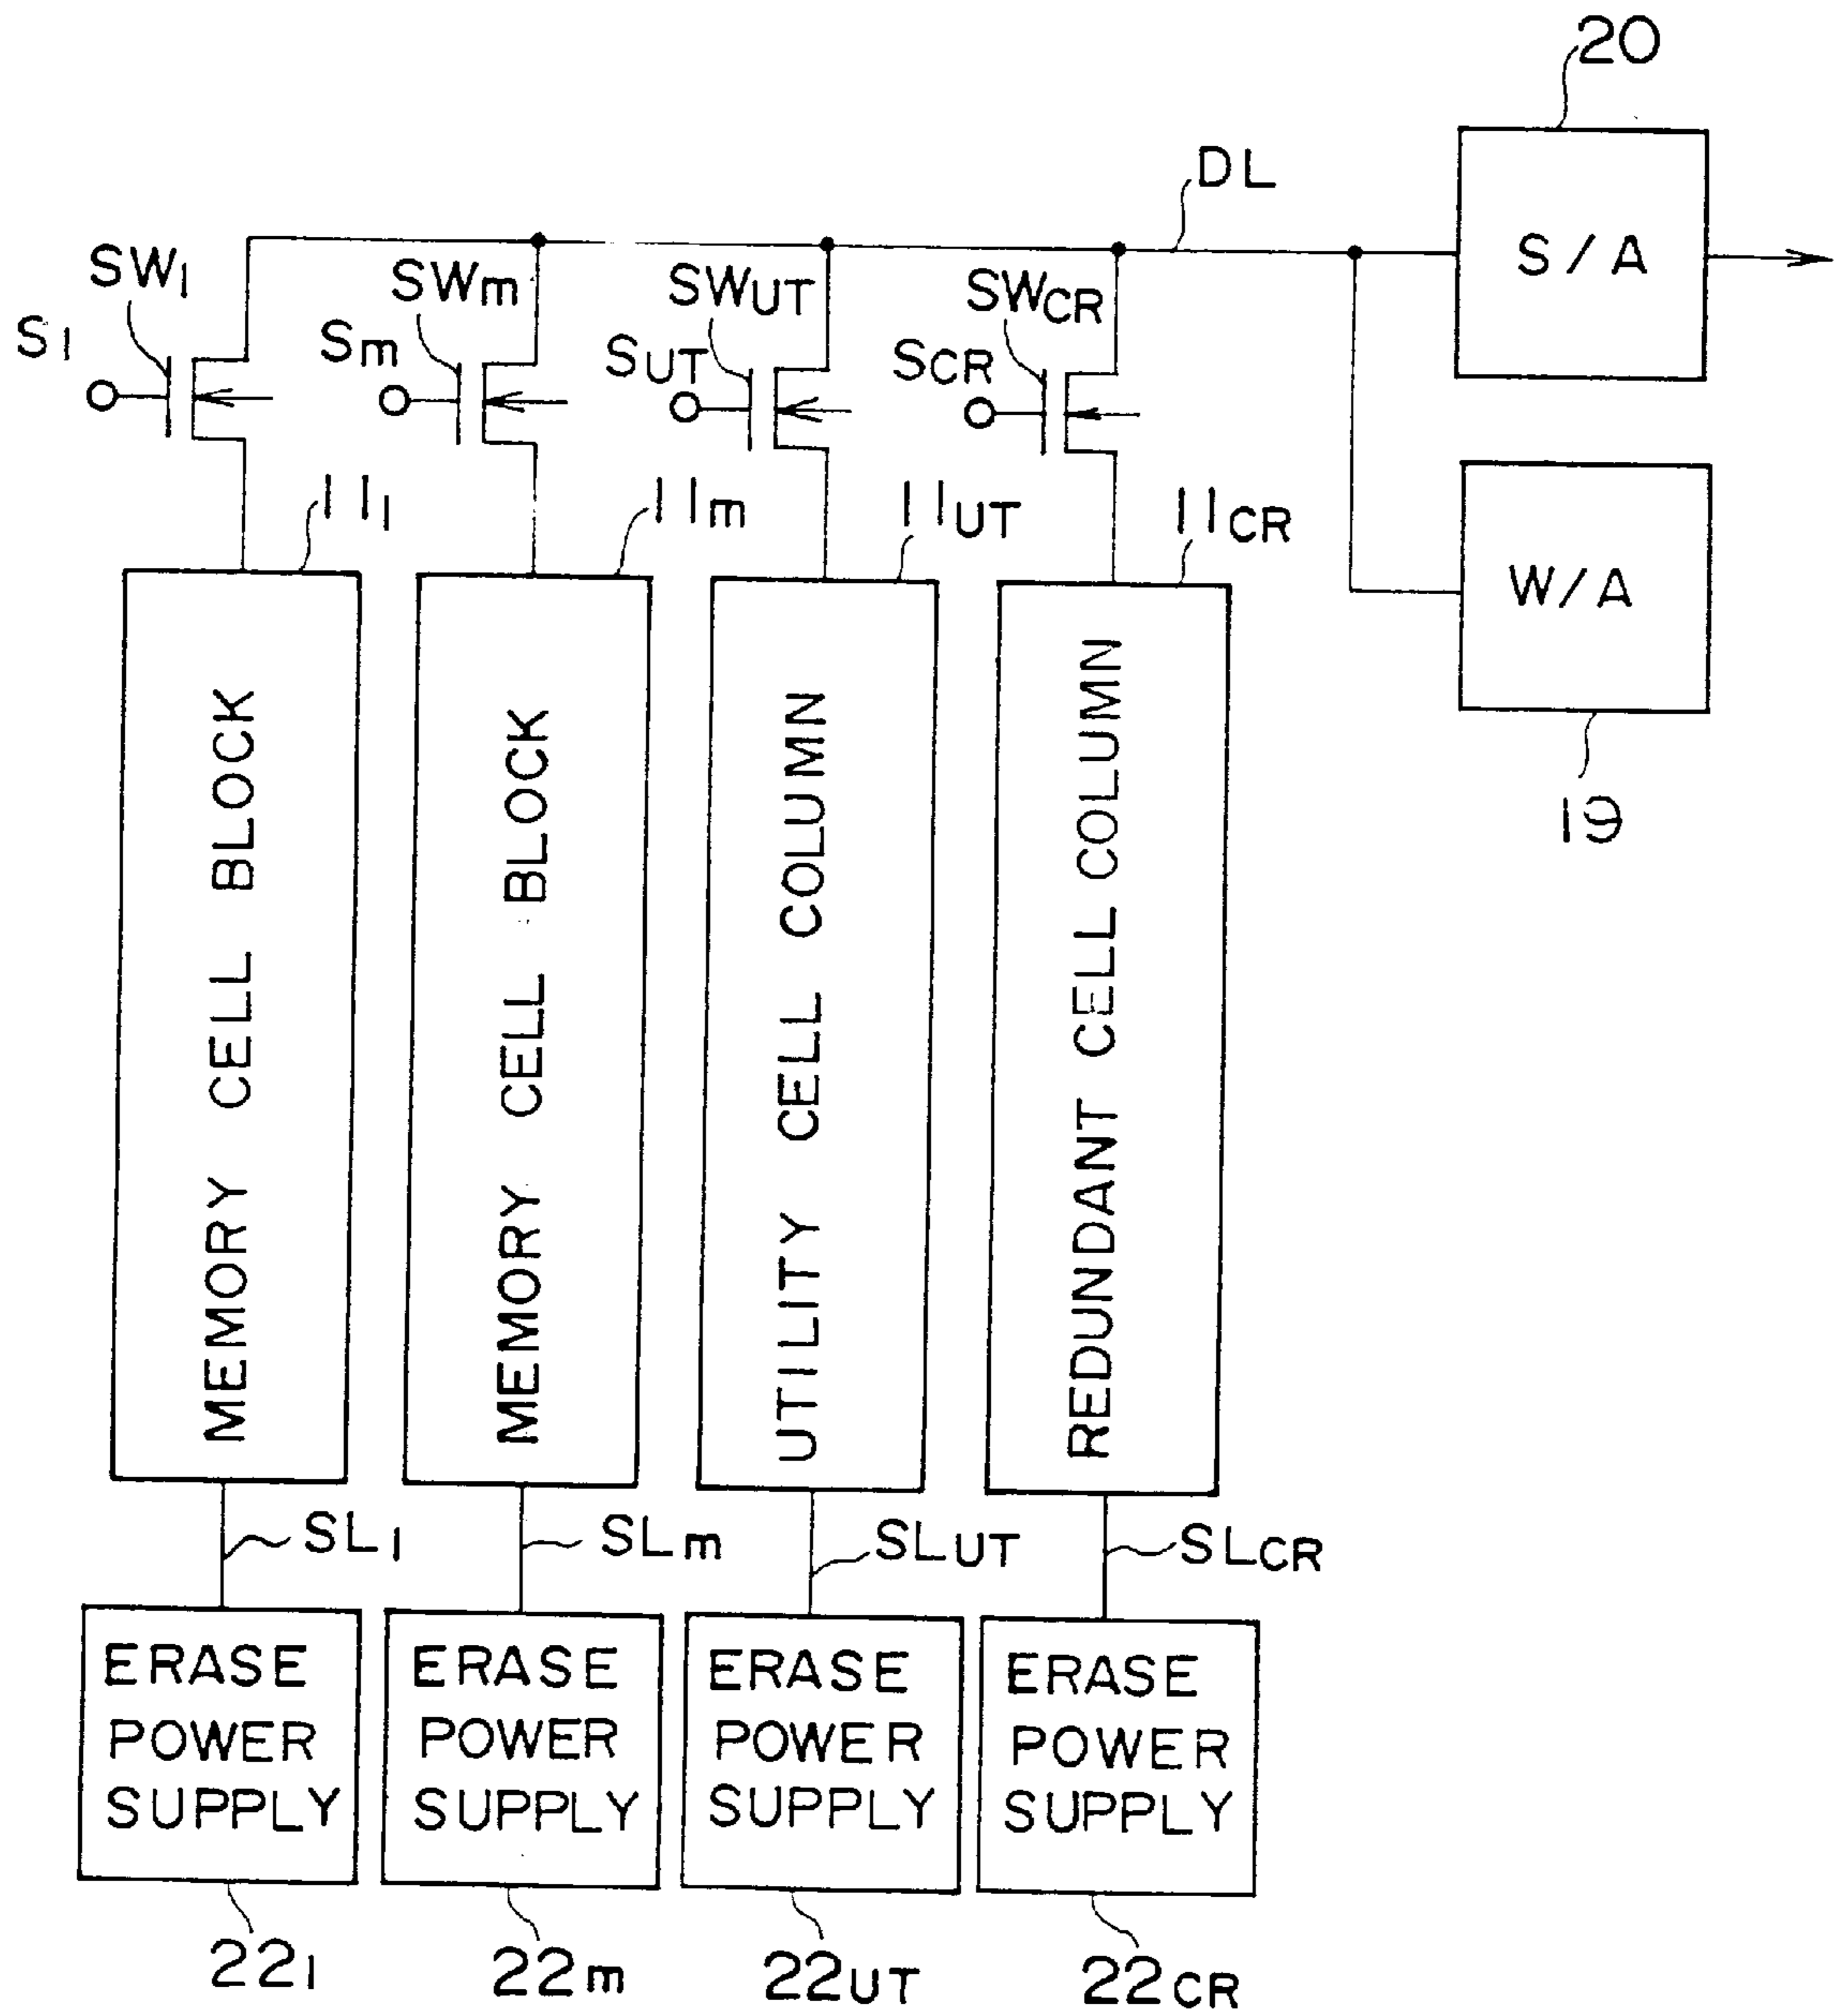 20
DL
S/A
SW1
SWm
SWUT
SWCR
S1
Sm
SUT
SCR
W/A
19
111
11m
11UT
11CR
MEMORY CELL BLOCK
MEMORY CELL BLOCK
UTILITY CELL COLUMN
REDUNDANT CELL COLUMN
SL1
SLm
SLUT
SLCR
ERASE
POWER
SUPPLY
ERASE
POWER
SUPPLY
ERASE
POWER
SUPPLY
ERASE
POWER
SUPPLY
221
22m
22UT
22CR